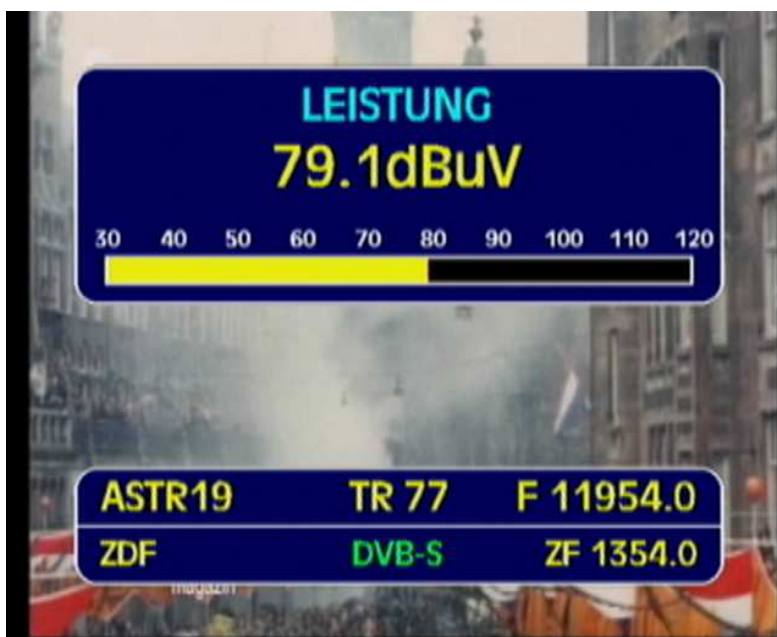 LEISTUNG
79.1dBuV
30 40 50 60 70 80 90 100 110 120
ASTR19 TR 77 F 11954.0
ZDF DVB-S ZF 1354.0
magazin